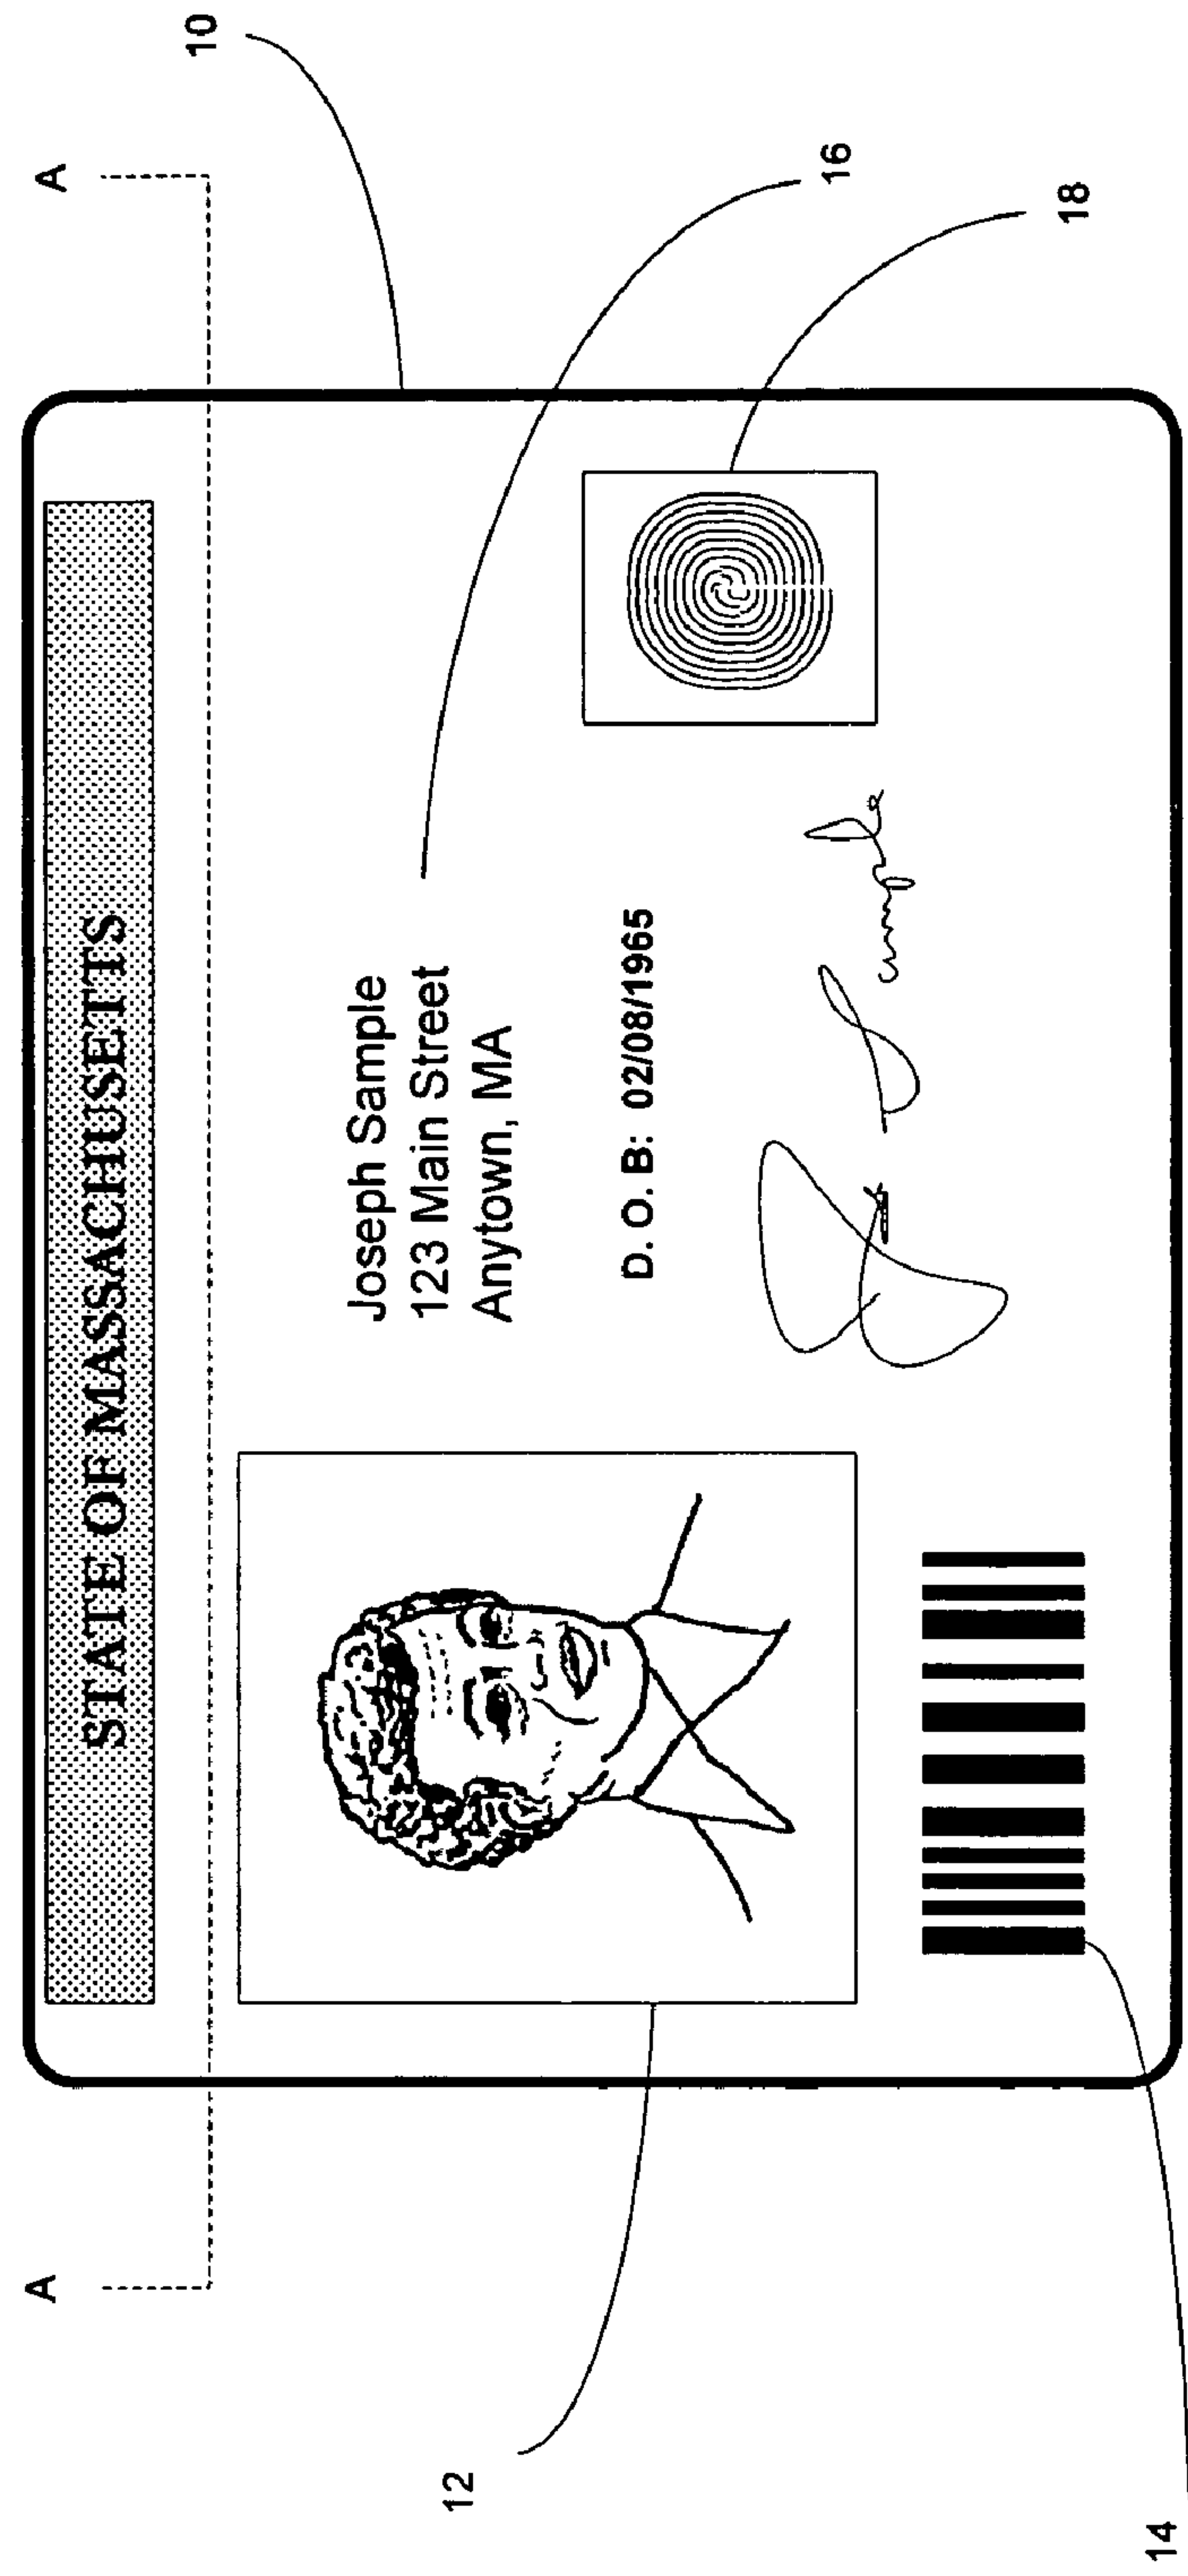 A A
10
STATE OF MASSACHUSETTS
Joseph Sample
123 Main Street
Anytown, MA
16
D. O. B: 02/08/1965
18
12
14